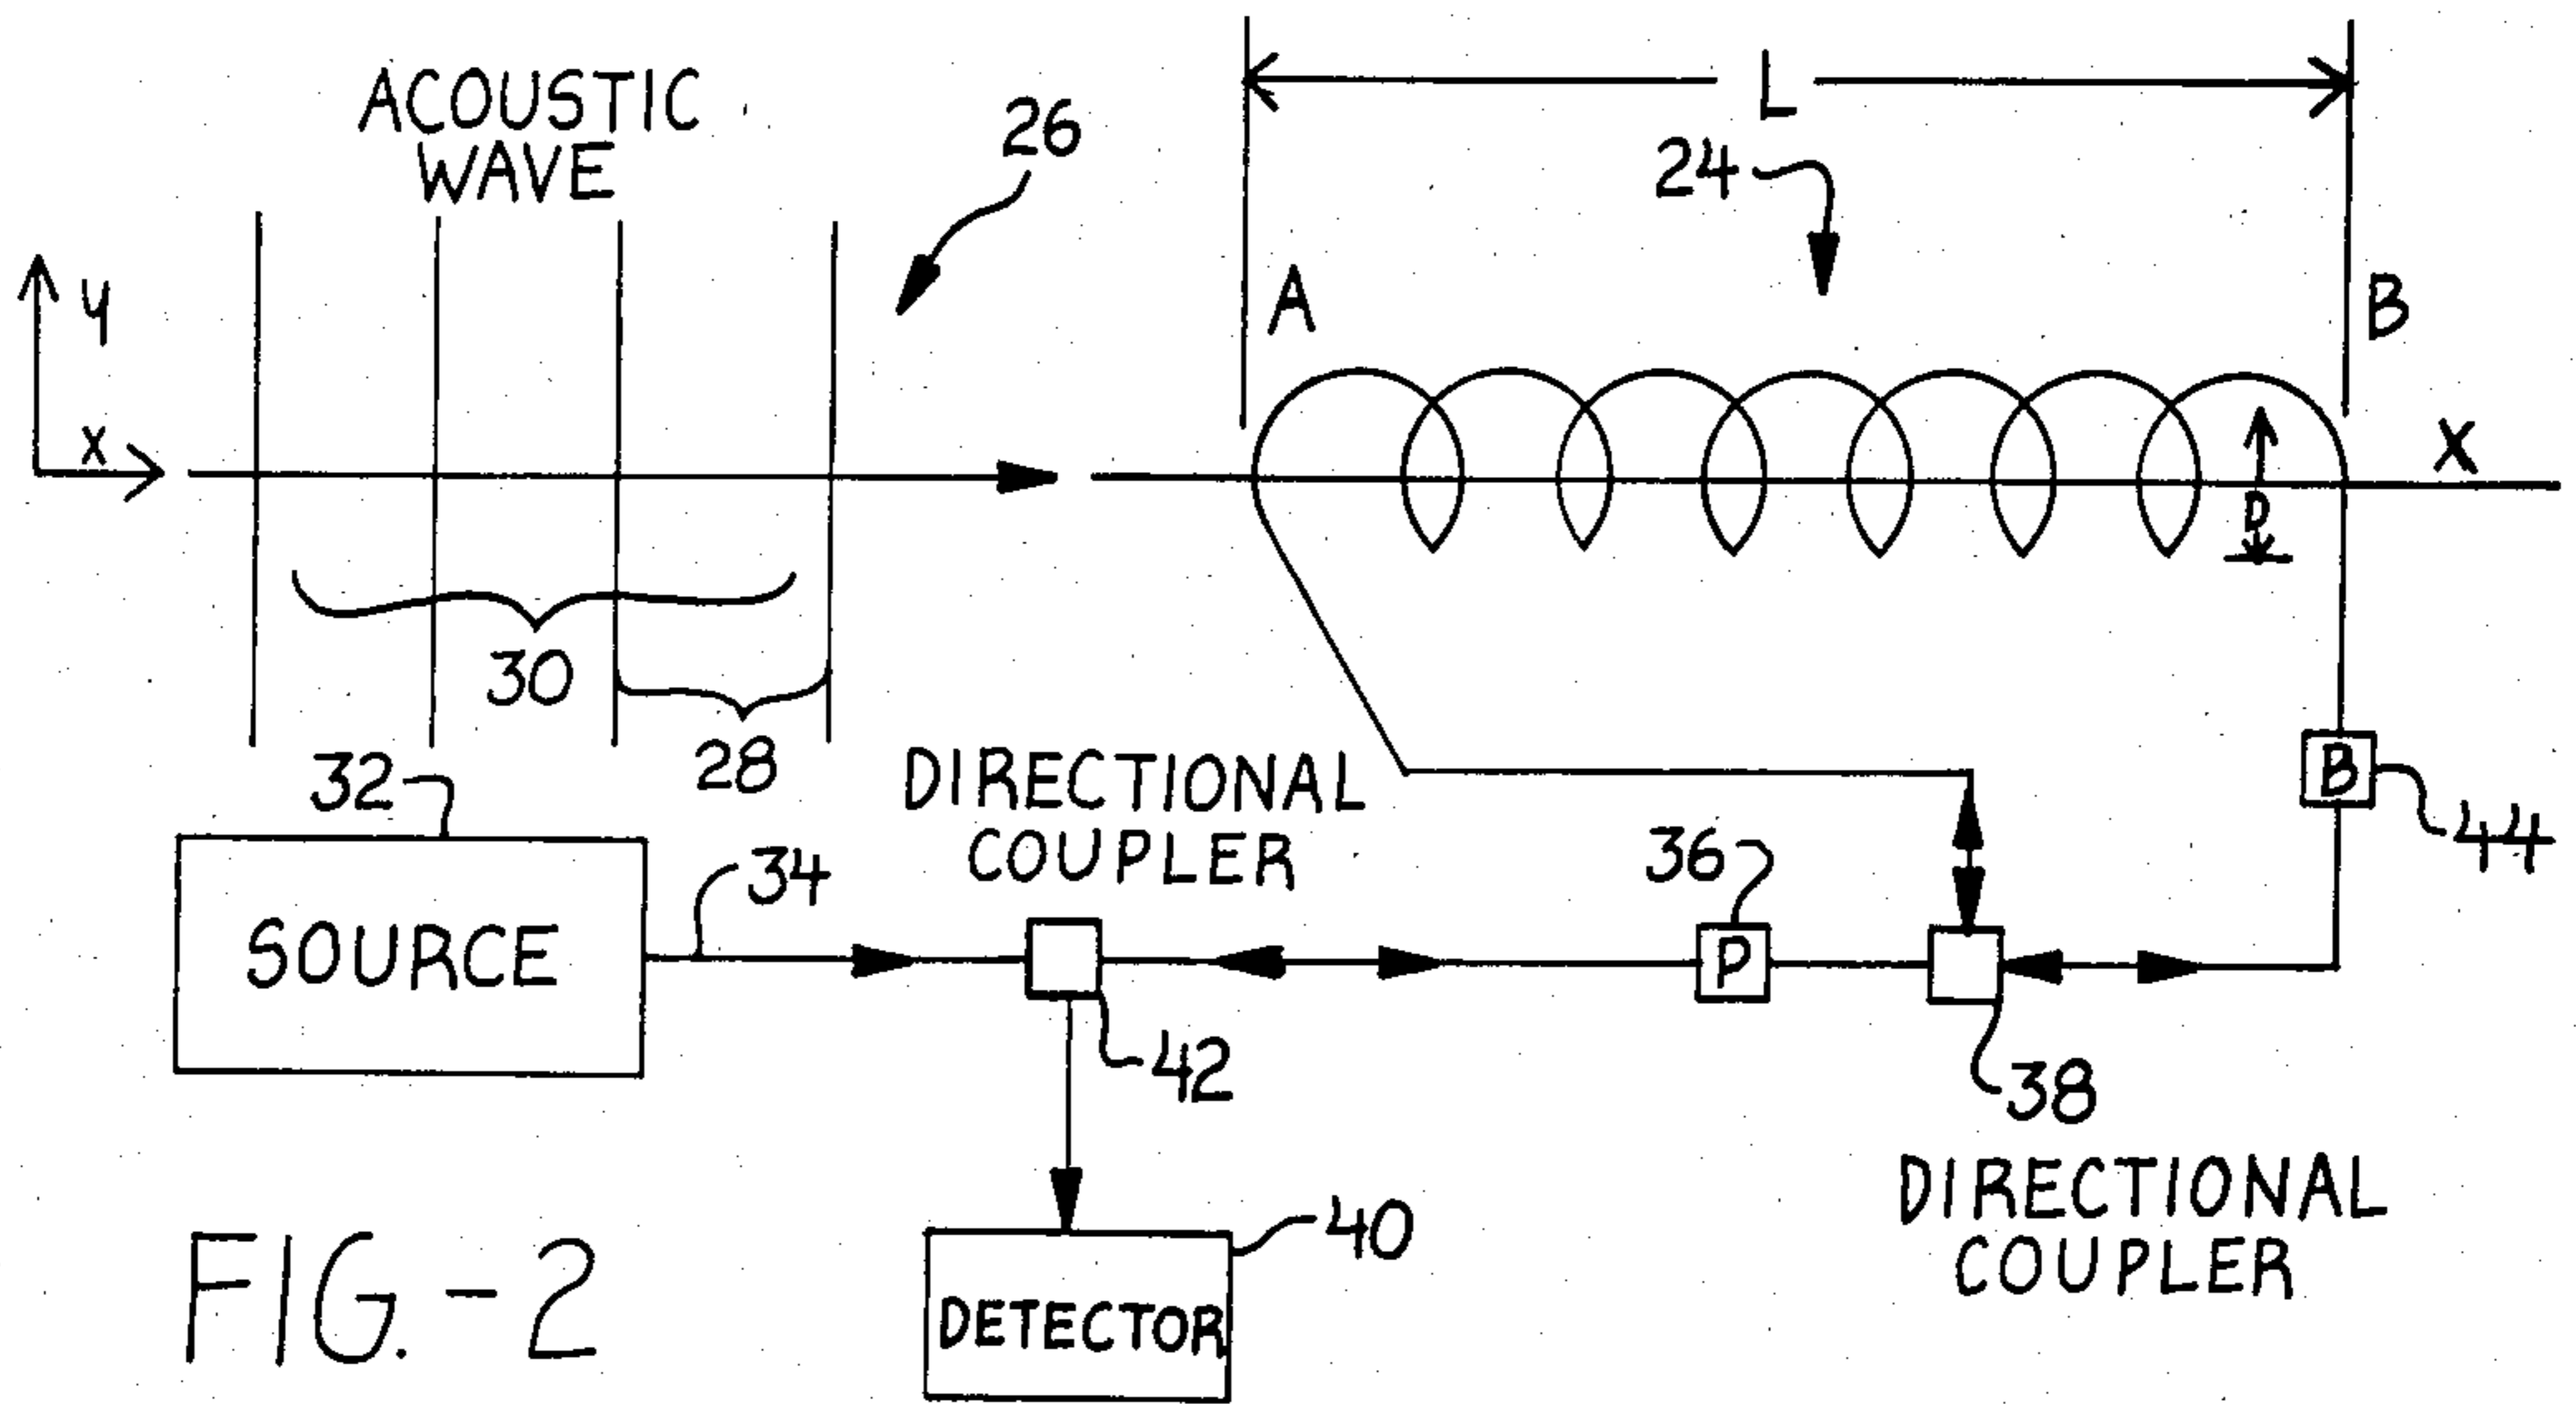 ACOUSTIC
WAVE
26
L
24
A
B
y
x
X
D
30
28
32
DIRECTIONAL
COUPLER
34
36
B
44
SOURCE
P
42
38
DIRECTIONAL
COUPLER
40
DETECTOR
FIG.-2